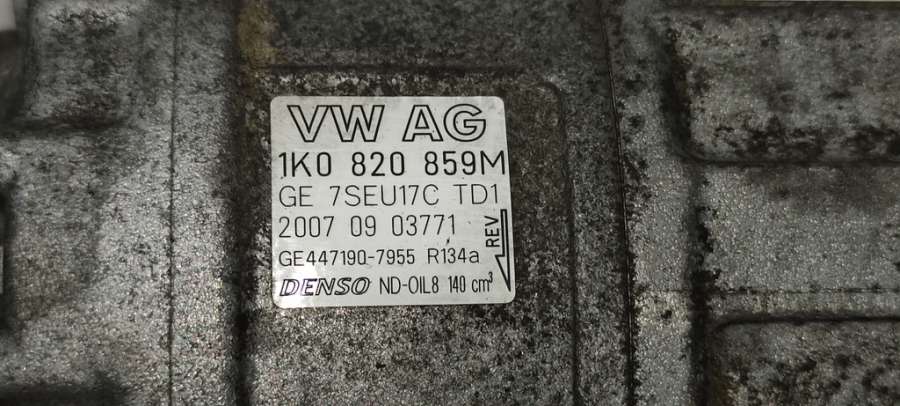 VW AG
1K0 820 859M
GE 7SEU17C TD1
2007 09 03771
REV
GE447190-7955 R134a
DENSO ND-OIL8 140 cm³